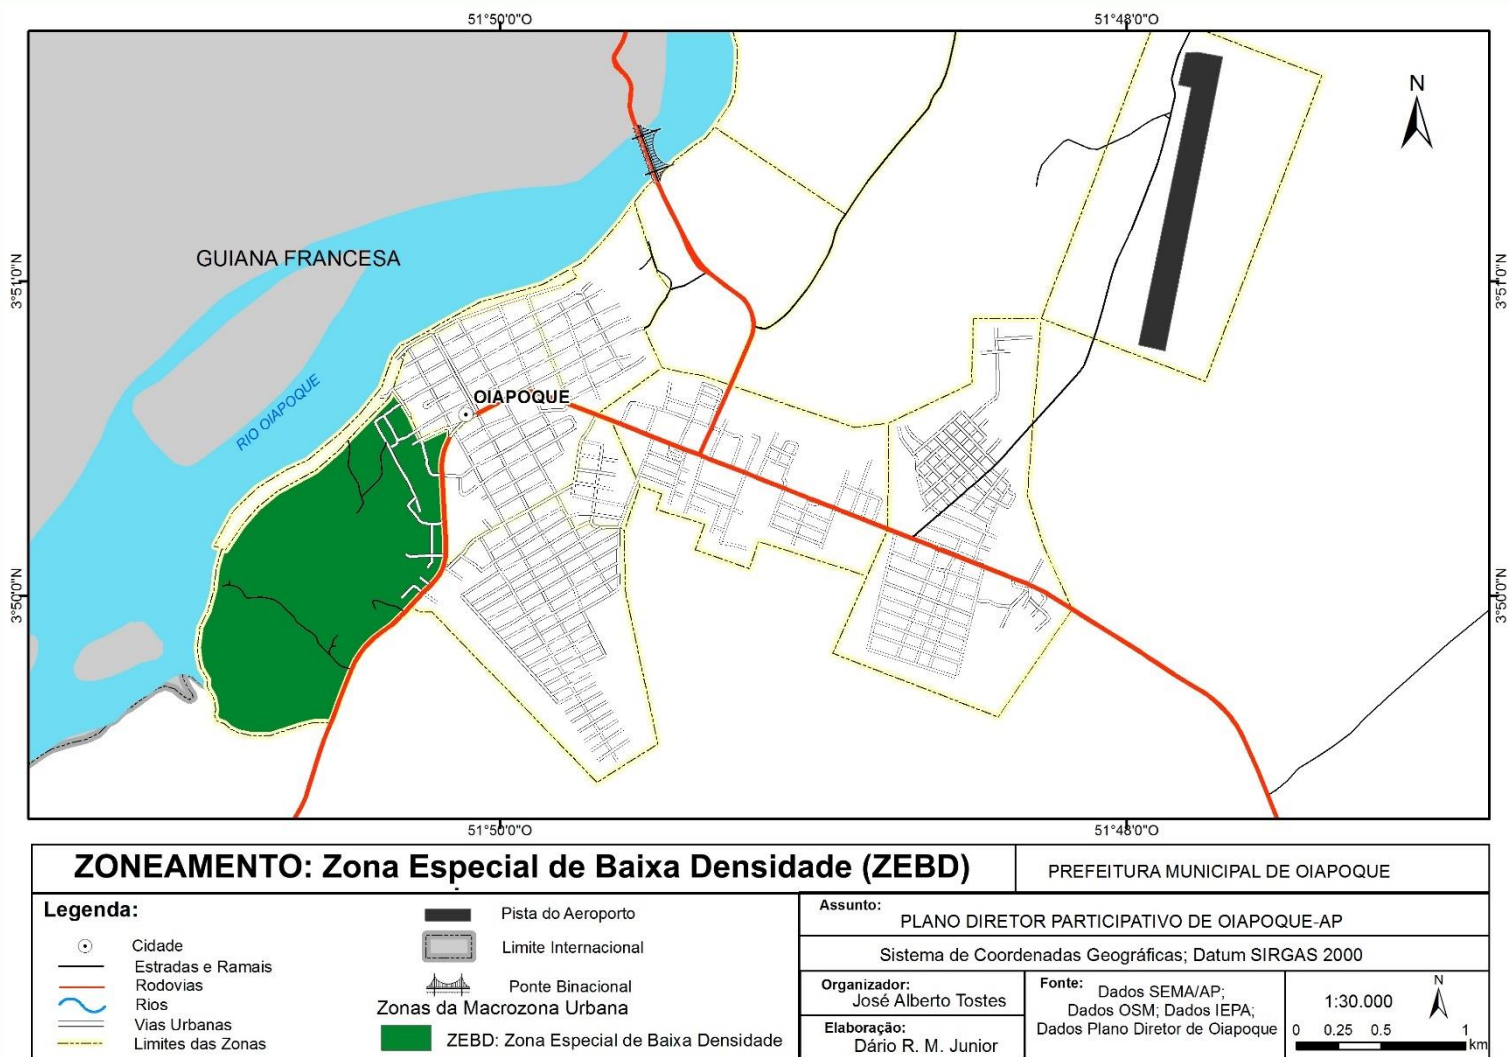 51°50'0"O
51°48'0"O
N
GUIANA FRANCESA
3°51'0"N
3°51'0"N
RIO OIAPOQUE
OIAPOQUE
3°50'0"N
3°50'0"N
51°50'0"O
51°48'0"O
ZONEAMENTO: Zona Especial de Baixa Densidade (ZEBD)
PREFEITURA MUNICIPAL DE OIAPOQUE
Legenda:
Cidade
Estradas e Ramais
Rodovias
Rios
Vias Urbanas
Limites das Zonas
Pista do Aeroporto
Limite Internacional
Ponte Binacional
Zonas da Macrozona Urbana
ZEBD: Zona Especial de Baixa Densidade
Assunto:
PLANO DIRETOR PARTICIPATIVO DE OIAPOQUE-AP
Sistema de Coordenadas Geográficas; Datum SIRGAS 2000
Organizador:
José Alberto Tostes
Elaboração:
Dário R. M. Junior
Fonte: Dados SEMA/AP;
Dados OSM; Dados IEPA;
Dados Plano Diretor de Oiapoque
1:30.000
N
0 0.25 0.5 1
km